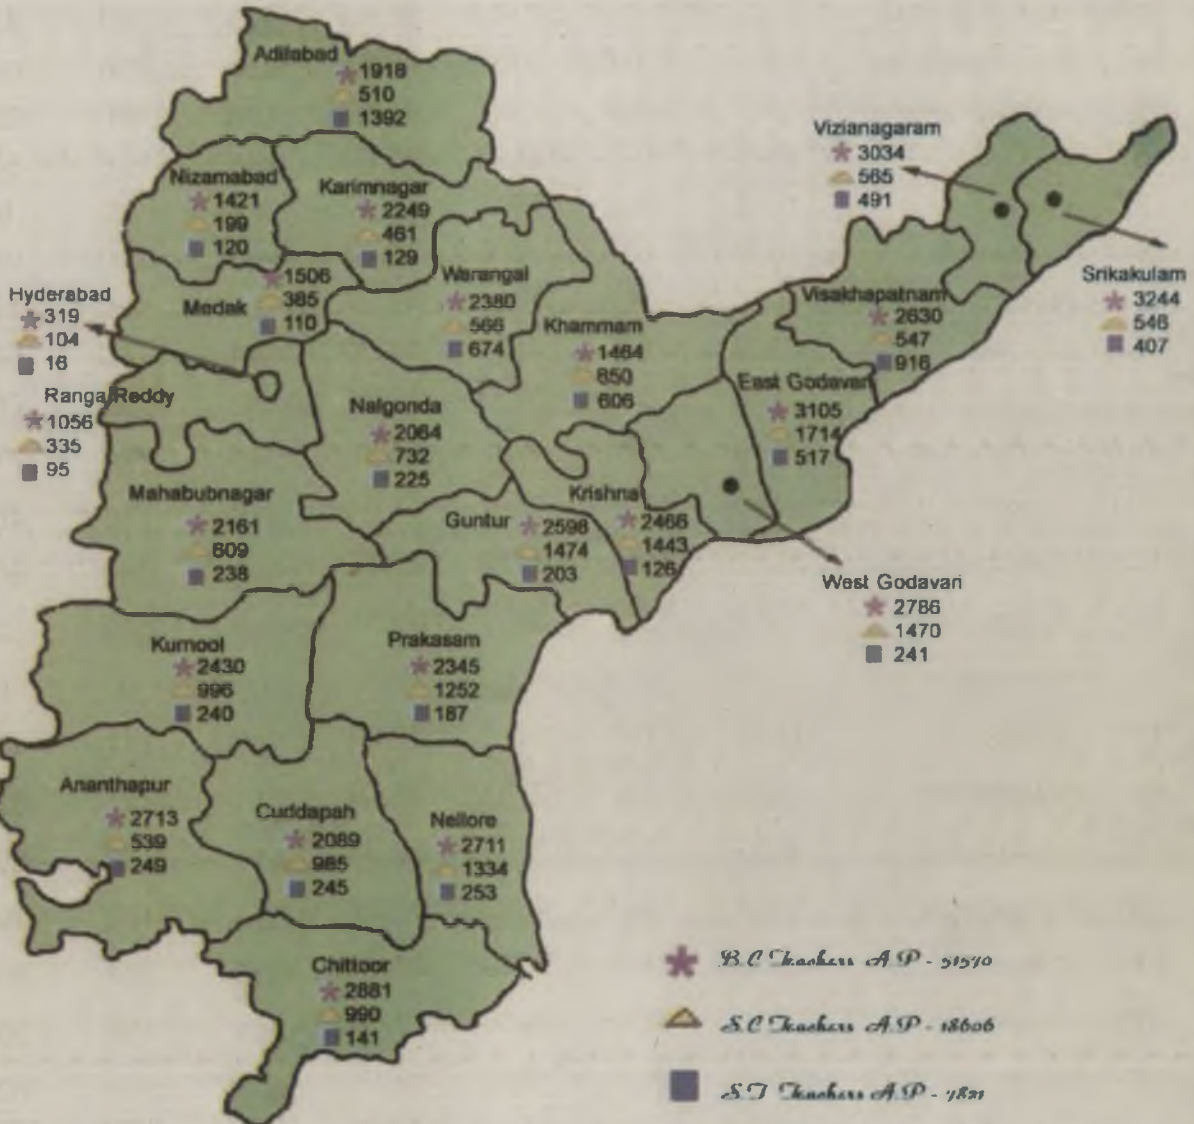 Adilabad
1918
510
1392
Vizianagaram
3034
565
491
Nizamabad
1421
199
120
Karimnagar
2249
461
129
Warangal
2380
566
674
Medak
1506
385
110
Hyderabad
319
104
16
Srikakulam
3244
546
407
Visakhapatnam
2630
547
916
Khammam
1464
850
606
East Godavari
3105
1714
517
Ranga Reddy
1056
335
95
Nalgonda
2064
732
225
Mahabubnagar
2161
609
238
Guntur
2598
1474
203
Krishna
2466
1443
126
West Godavari
2786
1470
241
Kurnool
2430
996
240
Prakasam
2345
1252
187
Ananthapur
2713
539
249
Cuddapah
2089
985
245
Nellore
2711
1334
253
Chittoor
2881
990
141
B.C Teachers A.P - 51570
S.C Teachers A.P - 18606
S.T Teachers A.P - 7821